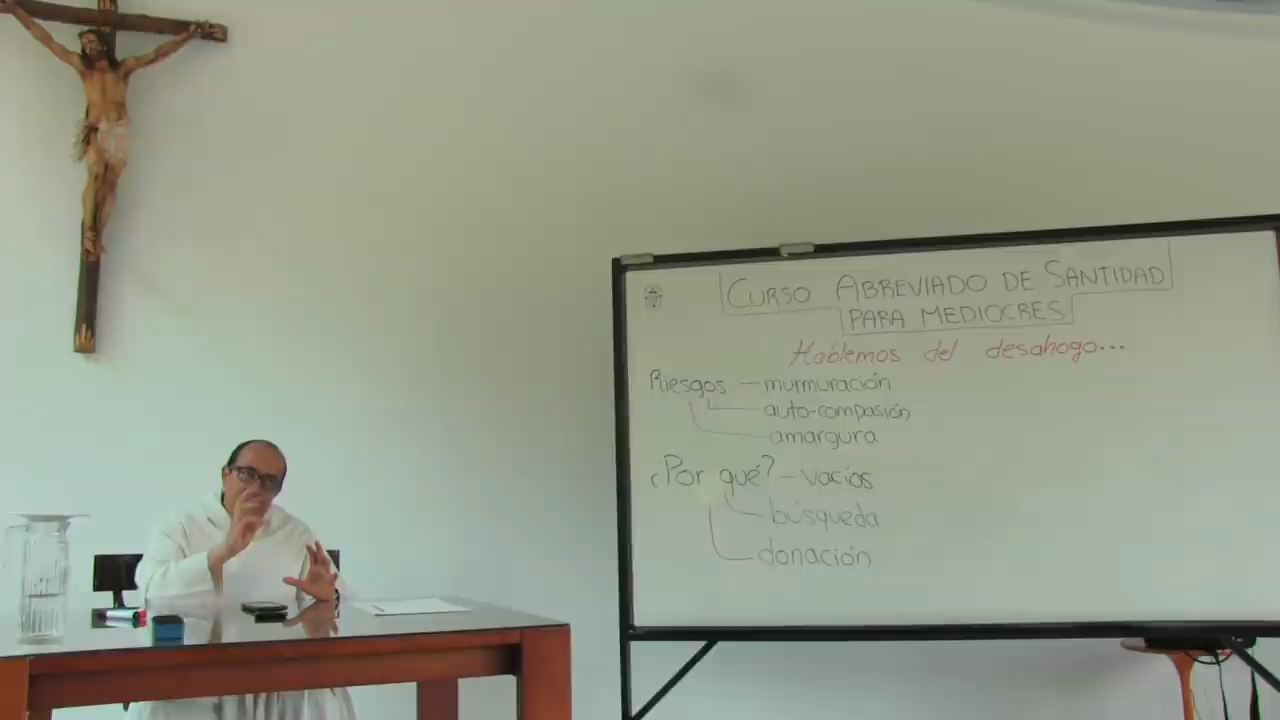 CURSO ABREVIADO DE SANTIDAD
PARA MEDIOCRES
Hablemos del desahogo...
Riesgos — murmuración
auto-compasión
amargura
¿Por qué? — vacíos
búsqueda
donación